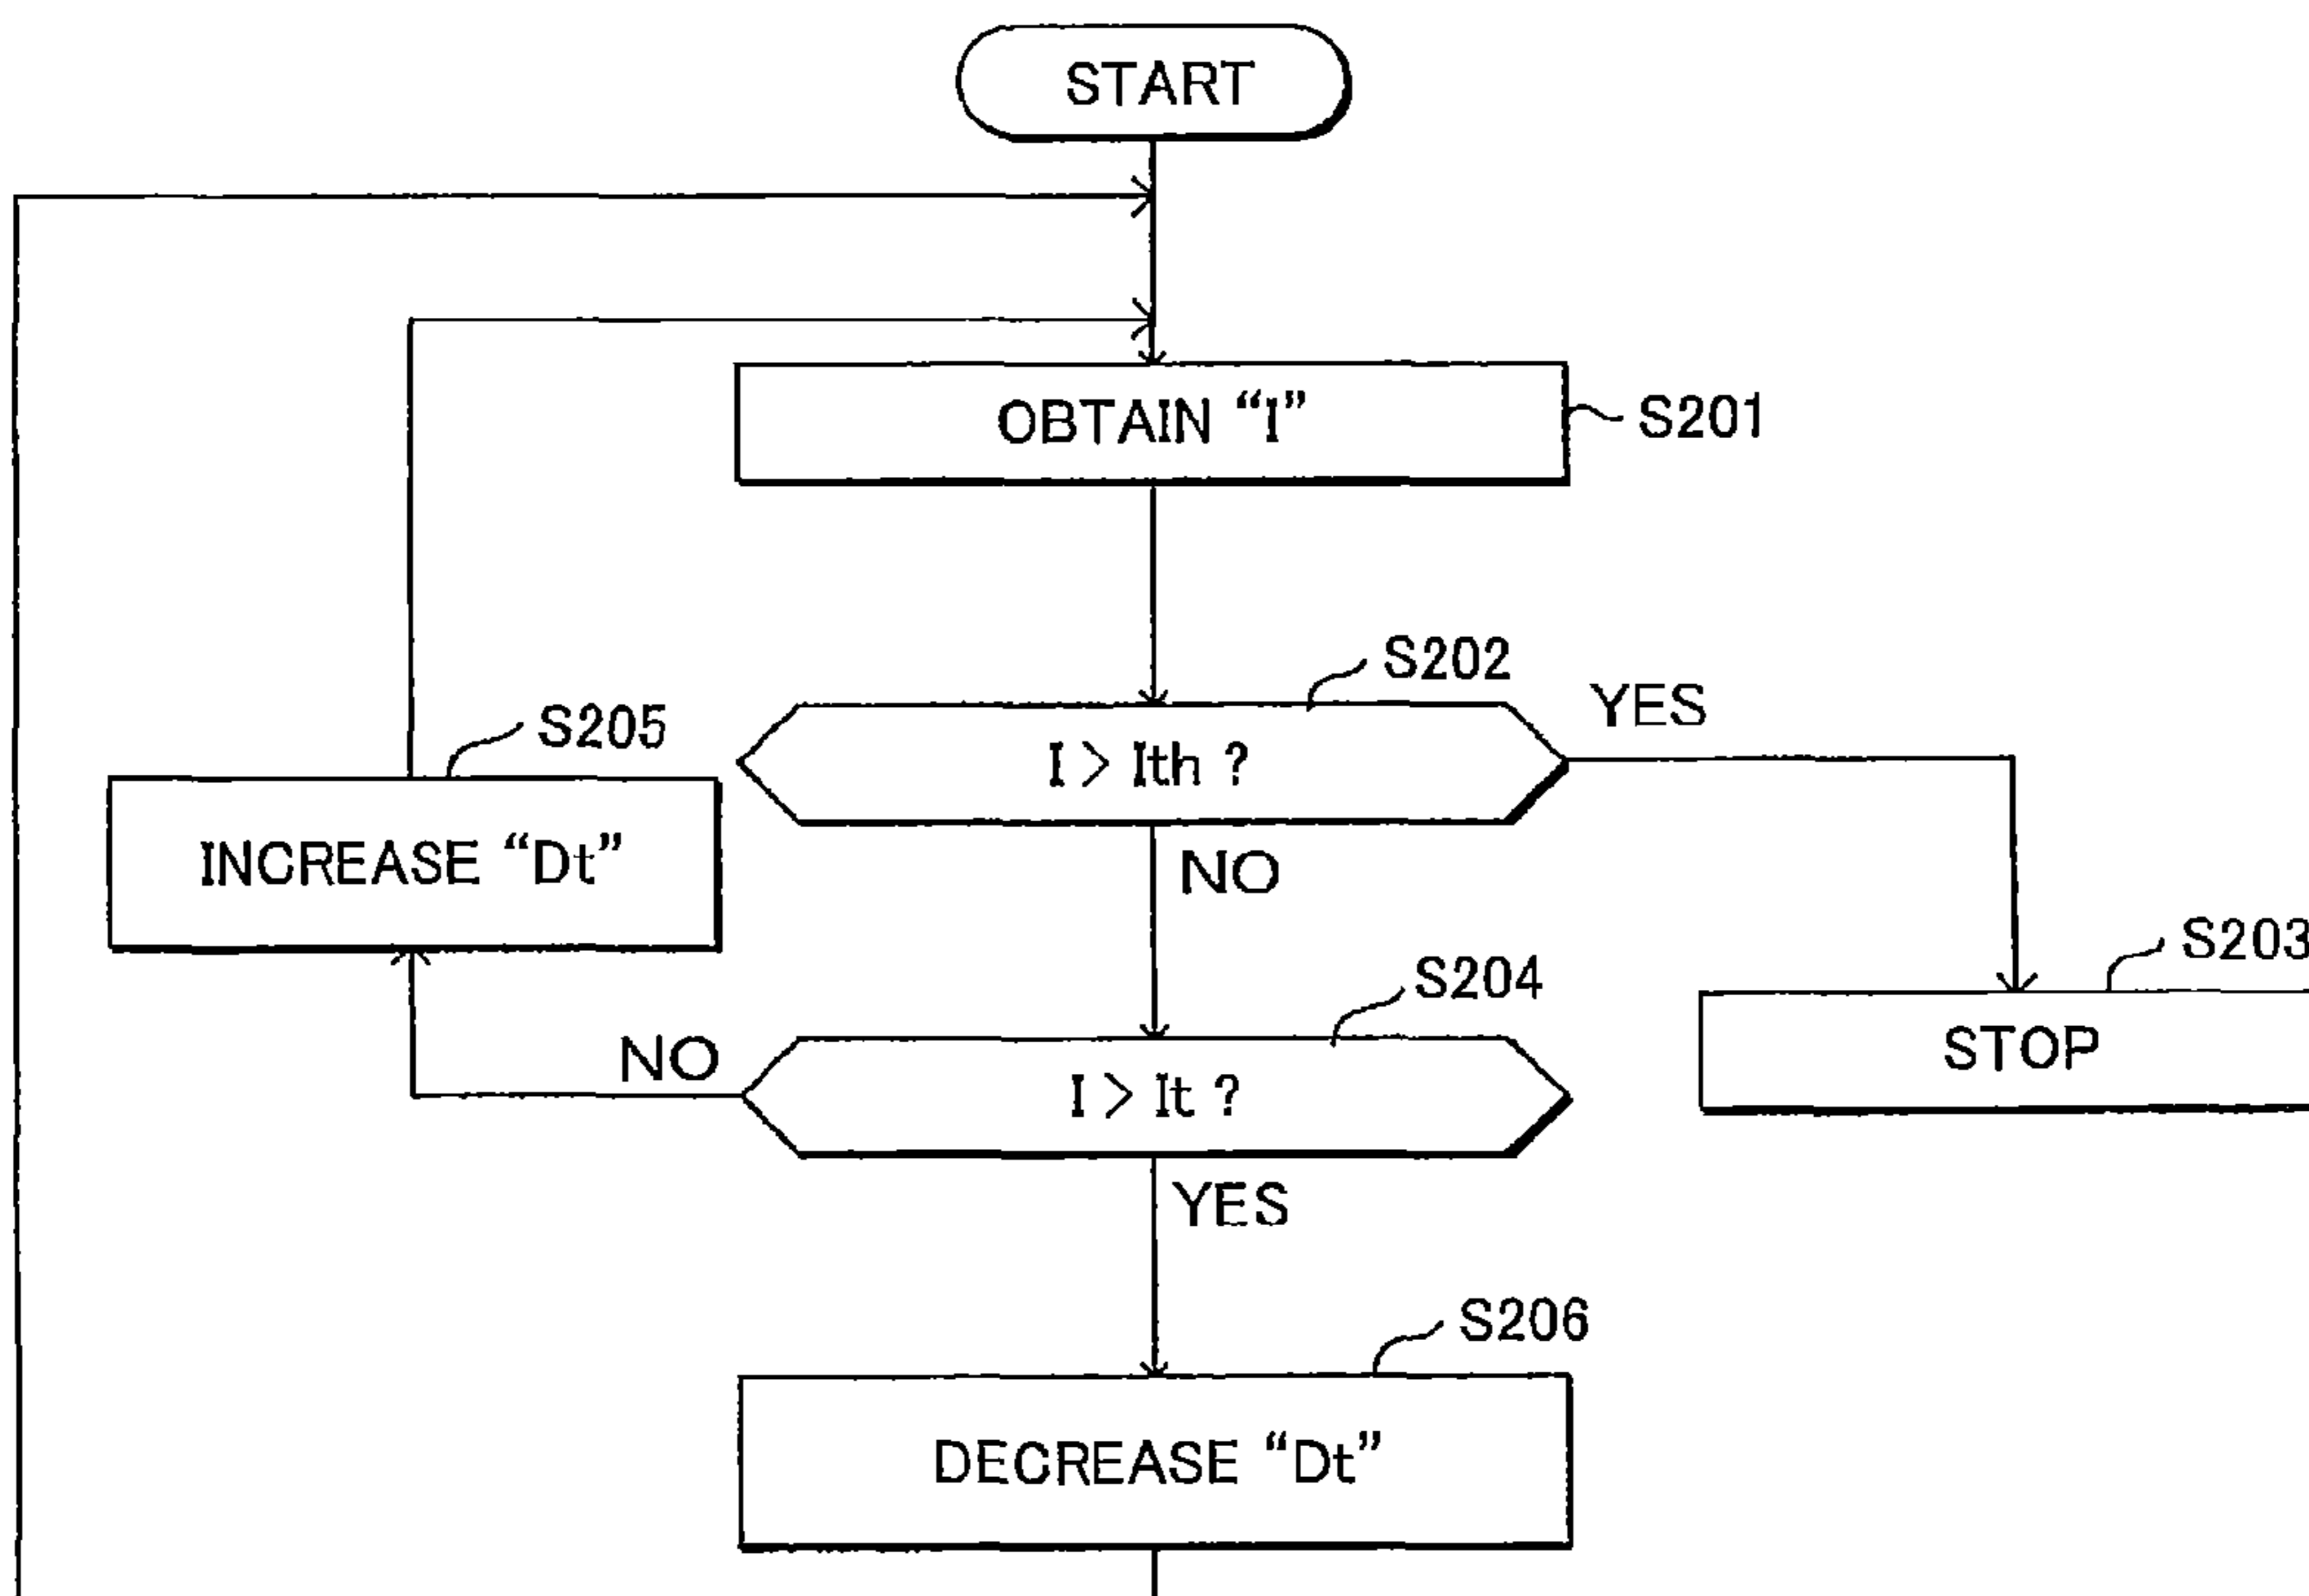 START
OBTAIN “I”
S201
S202
YES
I > Ith ?
S205
INCREASE “Dt”
NO
S203
STOP
S204
NO
I > It ?
YES
S206
DECREASE “Dt”